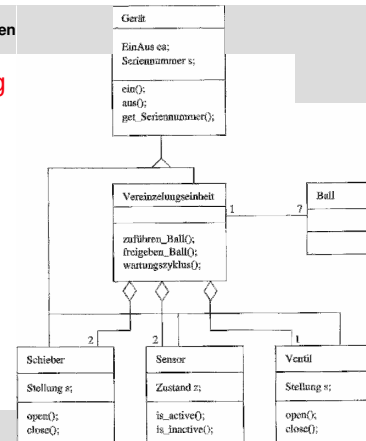 en
g
Gerät
EinAus ea;
Seriennummer s;
ein();
aus();
get_Seriennummer();
Vereinzelungseinheit
1
?
Ball
zuführen_Ball();
freigeben_Ball();
wartungszyklus();
2
2
1
Schieber
Sensor
Ventil
Stellung s;
Zustand z;
Stellung s;
open();
is_active();
open();
close();
is_inactive();
close();